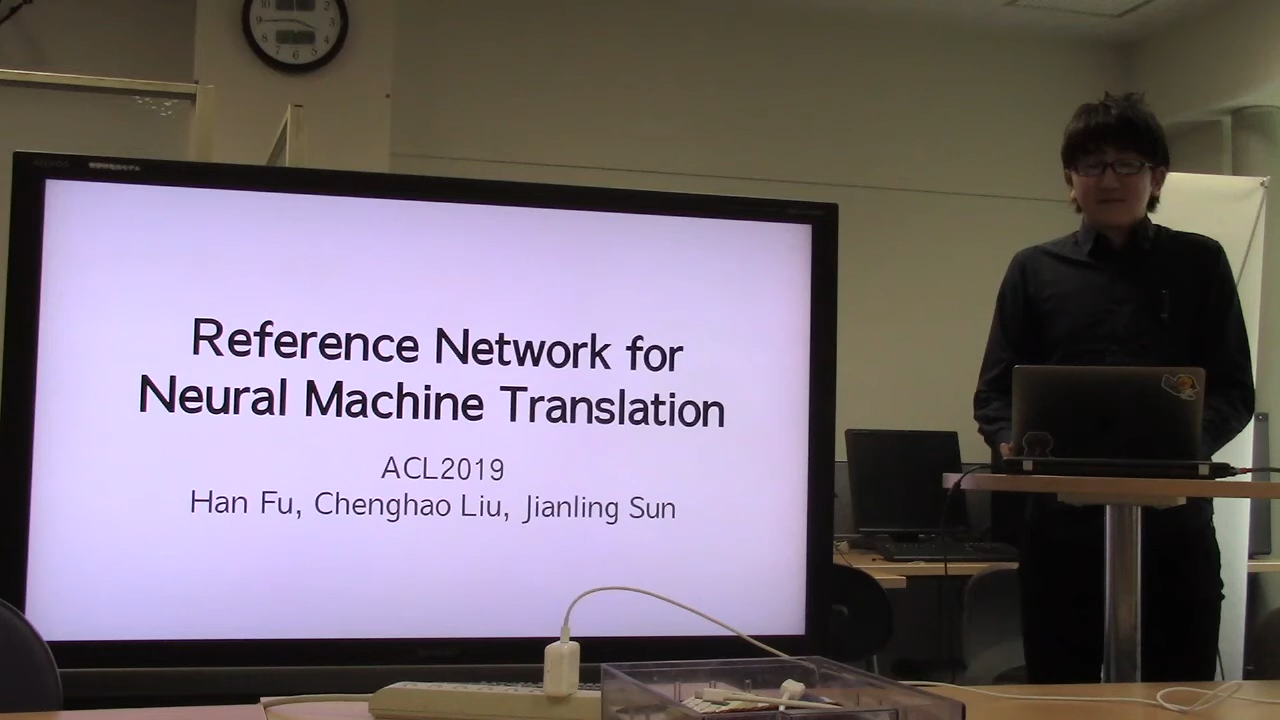 Reference Network for
Neural Machine Translation
ACL2019
Han Fu, Chenghao Liu, Jianling Sun